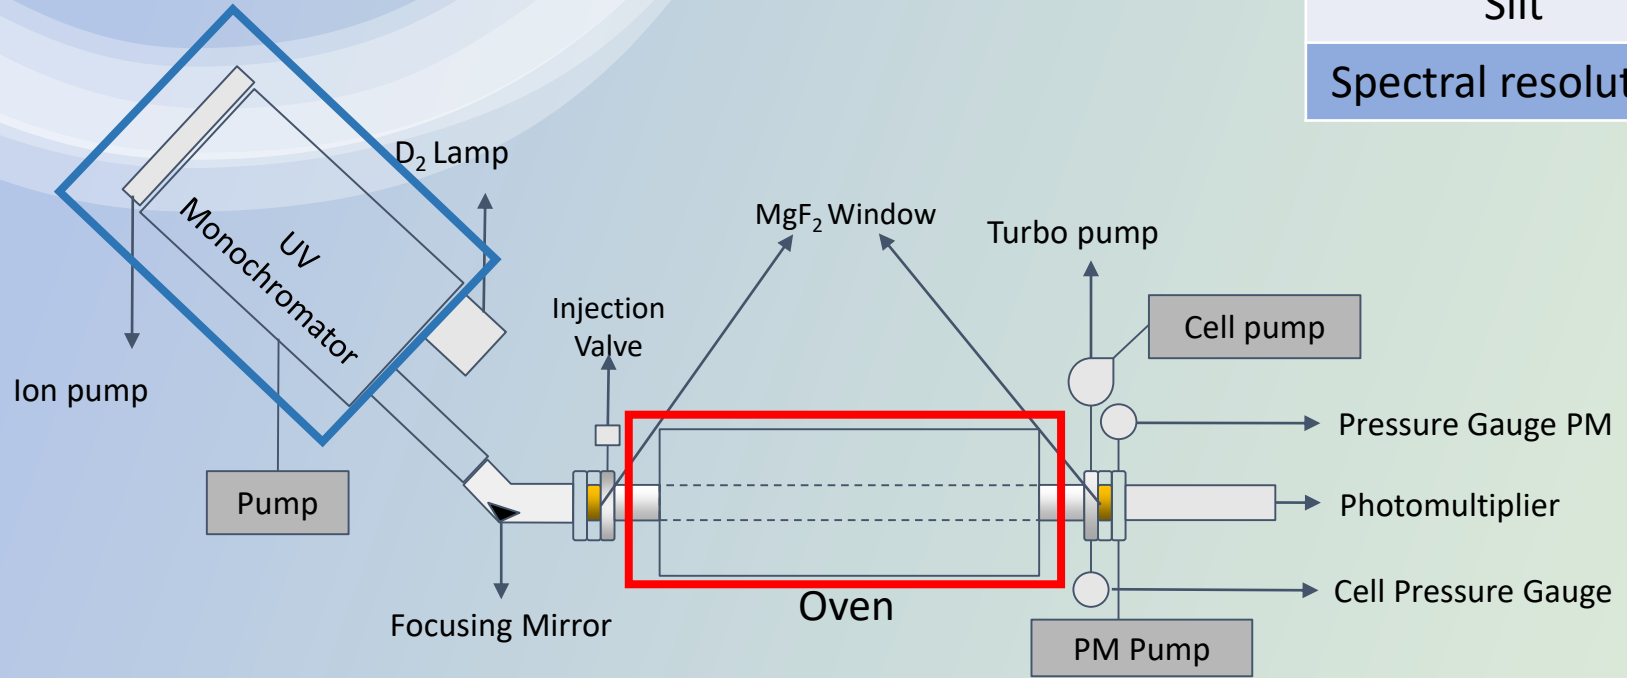 Slit
Spectral resolut
D₂ Lamp
UV
Monochromator
MgF₂ Window
Turbo pump
Injection
Valve
Cell pump
Ion pump
Pressure Gauge PM
Pump
Photomultiplier
Cell Pressure Gauge
Oven
Focusing Mirror
PM Pump